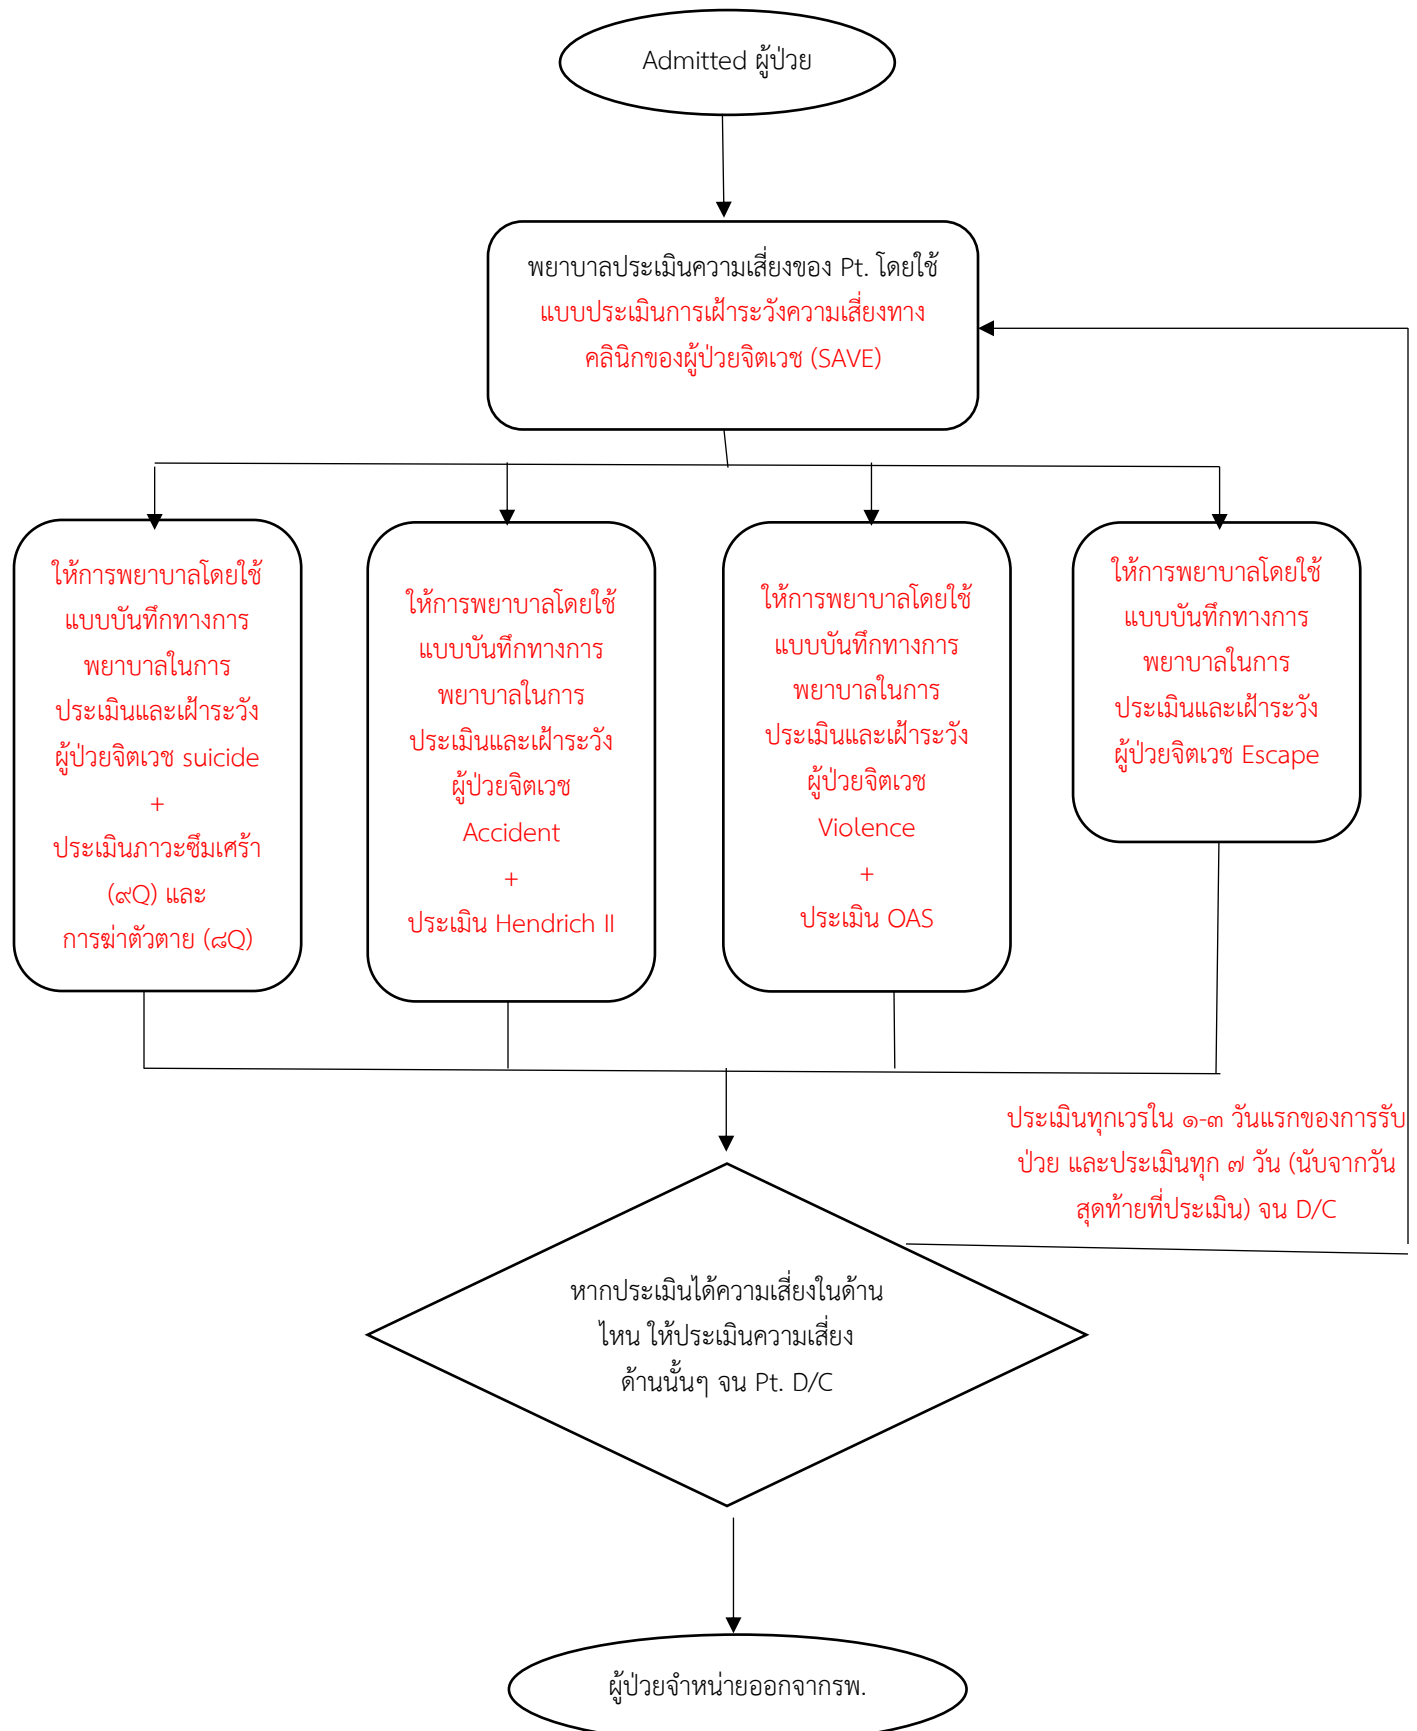 Admitted ผู้ป่วย
พยาบาลประเมินความเสี่ยงของ Pt. โดยใช้
แบบประเมินการเฝ้าระวังความเสี่ยงทาง
คลินิกของผู้ป่วยจิตเวช (SAVE)
ให้การพยาบาลโดยใช้
แบบบันทึกทางการ
พยาบาลในการ
ประเมินและเฝ้าระวัง
ผู้ป่วยจิตเวช suicide
+
ประเมินภาวะซึมเศร้า
(๙Q) และ
การฆ่าตัวตาย (๘Q)
ให้การพยาบาลโดยใช้
แบบบันทึกทางการ
พยาบาลในการ
ประเมินและเฝ้าระวัง
ผู้ป่วยจิตเวช
Accident
+
ประเมิน Hendrich II
ให้การพยาบาลโดยใช้
แบบบันทึกทางการ
พยาบาลในการ
ประเมินและเฝ้าระวัง
ผู้ป่วยจิตเวช
Violence
+
ประเมิน OAS
ให้การพยาบาลโดยใช้
แบบบันทึกทางการ
พยาบาลในการ
ประเมินและเฝ้าระวัง
ผู้ป่วยจิตเวช Escape
ประเมินทุกเวรใน ๑-๓ วันแรกของการรับ
ป่วย และประเมินทุก ๗ วัน (นับจากวัน
สุดท้ายที่ประเมิน) จน D/C
หากประเมินได้ความเสี่ยงในด้าน
ไหน ให้ประเมินความเสี่ยง
ด้านนั้นๆ จน Pt. D/C
ผู้ป่วยจำหน่ายออกจากรพ.